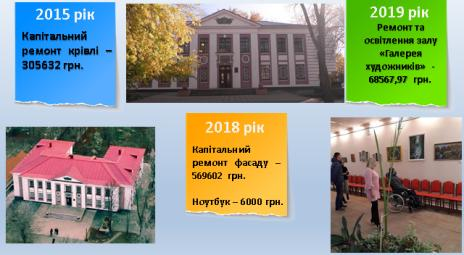 2015 рік
Капітальний
ремонт крівлі –
305632 грн.
2018 рік
Капітальний
ремонт фасаду –
569602 грн.
Ноутбук – 6000 грн.
2019 рік
Ремонт та
освітлення залу
«Галерея
художників» -
68567,97 грн.